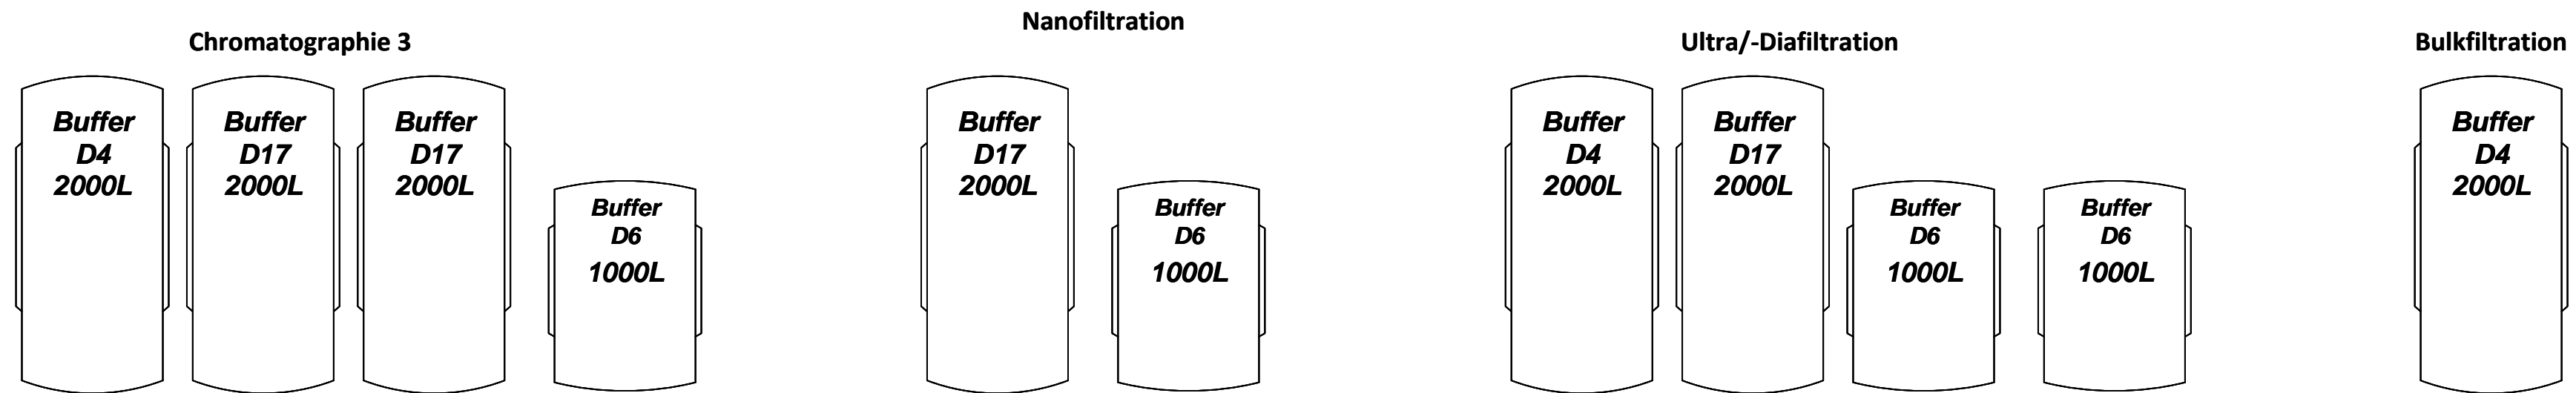 Chromatographie 3
Buffer
D4
2000L
Buffer
D17
2000L
Buffer
D17
2000L
Buffer
D6
1000L
Nanofiltration
Buffer
D17
2000L
Buffer
D6
1000L
Ultra/-Diafiltration
Buffer
D4
2000L
Buffer
D17
2000L
Buffer
D6
1000L
Buffer
D6
1000L
Bulkfiltration
Buffer
D4
2000L